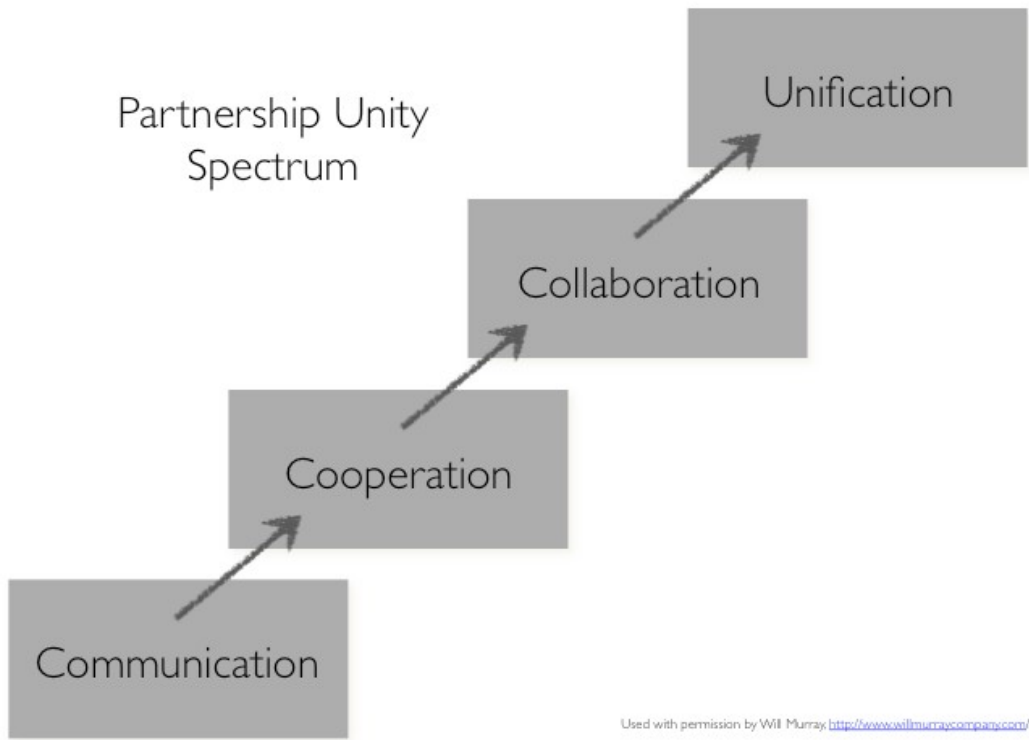 Partnership Unity
Spectrum
Unification
Collaboration
Cooperation
Communication
Used with permission by Will Murray, http://www.willmurraycompany.com/